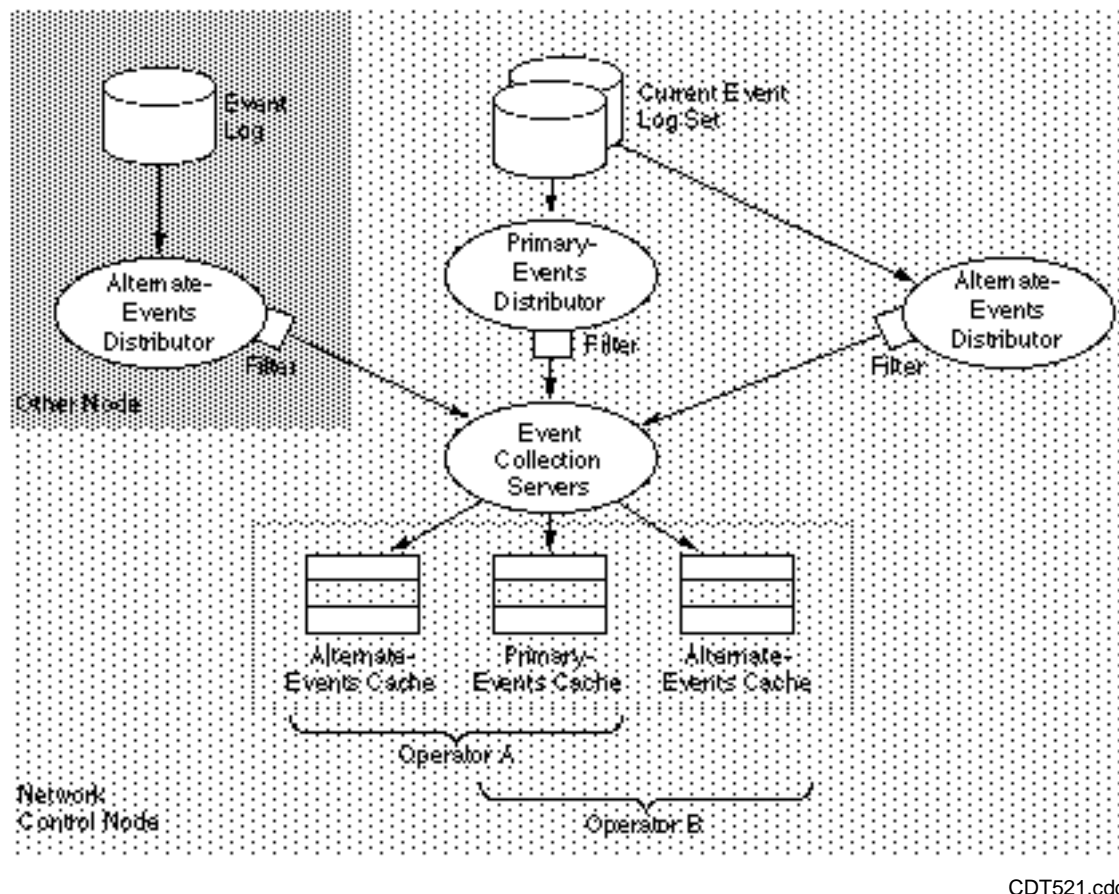 Event
Log
Current Event
Log Set
Primary-
Events
Distributor
Alternate-
Events
Distributor
Alternate-
Events
Distributor
Filter
Filter
Filter
Other Node
Event
Collection
Servers
Alternate-
Events Cache
Primary-
Events Cache
Alternate-
Events Cache
Operator A
Network
Control Node
Operator B